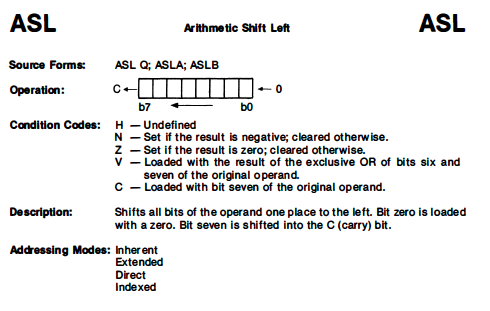 ASL Arithmetic Shift Left ASL
Source Forms: ASL Q; ASLA; ASLB
Operation: C ← ← 0
b7 ← b0
Condition Codes: H — Undefined
N — Set if the result is negative; cleared otherwise.
Z — Set if the result is zero; cleared otherwise.
V — Loaded with the result of the exclusive OR of bits six and
seven of the original operand.
C — Loaded with bit seven of the original operand.
Description: Shifts all bits of the operand one place to the left. Bit zero is loaded
with a zero. Bit seven is shifted into the C (carry) bit.
Addressing Modes: Inherent
Extended
Direct
Indexed